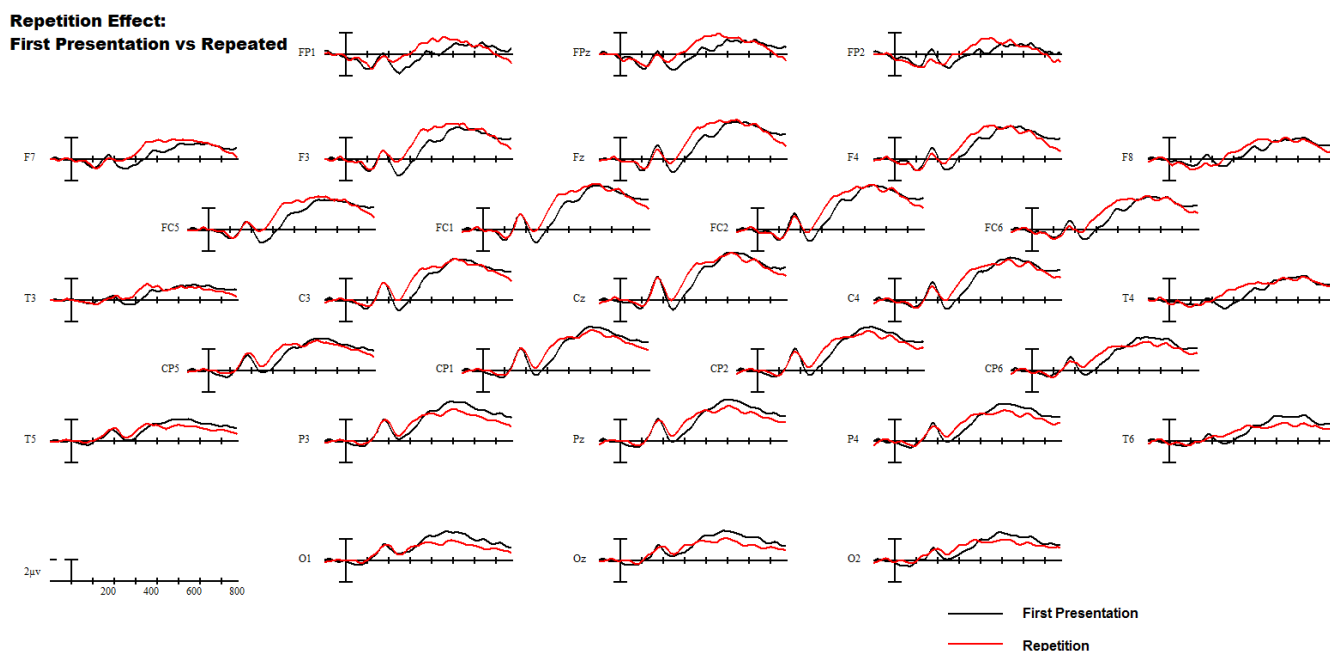 Repetition Effect:
First Presentation vs Repeated
FP1 FPz FP2
F7 F3 Fz F4 F8
FC5 FC1 FC2 FC6
T3 C3 Cz C4 T4
CP5 CP1 CP2 CP6
T5 P3 Pz P4 T6
O1 Oz O2
2μv
200 400 600 800
First Presentation
Repetition